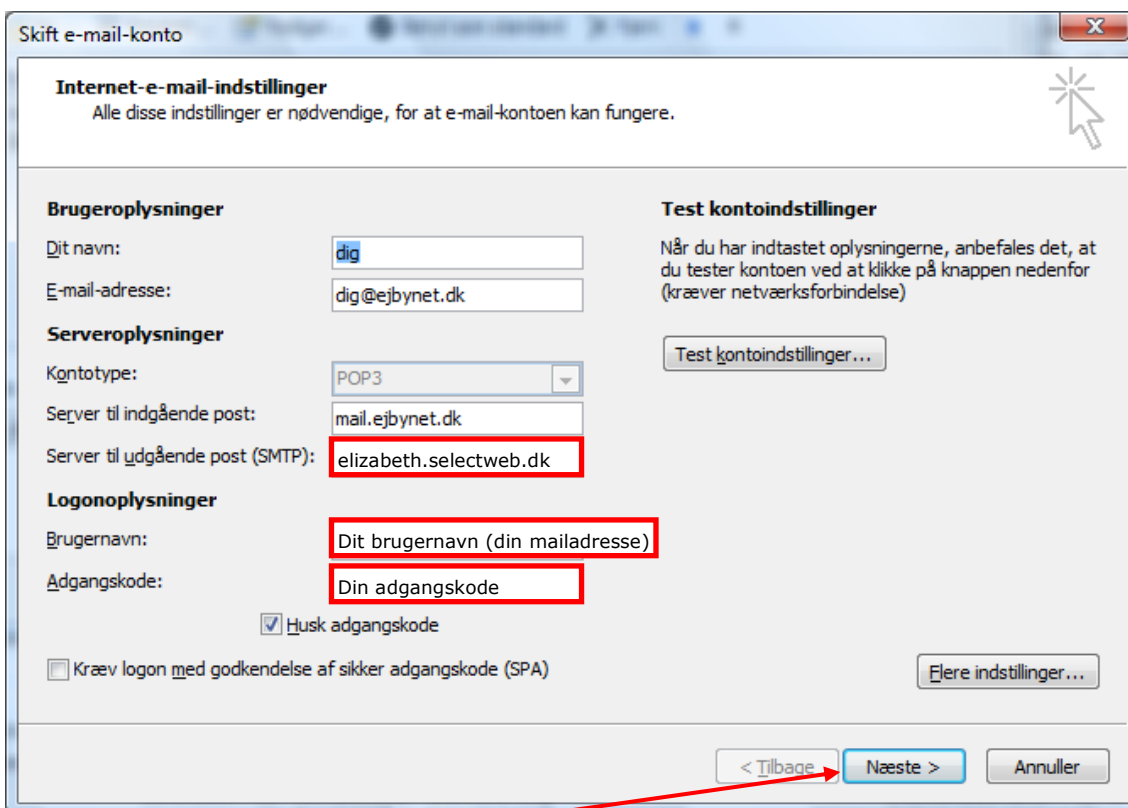 Skift e-mail-konto
Internet-e-mail-indstillinger
Alle disse indstillinger er nødvendige, for at e-mail-kontoen kan fungere.
Brugeroplysninger
Dit navn:
dig
E-mail-adresse:
dig@ejbynet.dk
Serveroplysninger
Kontotype:
POP3
Server til indgående post:
mail.ejbynet.dk
Server til udgående post (SMTP):
elizabeth.selectweb.dk
Logonoplysninger
Brugernavn:
Dit brugernavn (din mailadresse)
Adgangskode:
Din adgangskode
Husk adgangskode
Kræv logon med godkendelse af sikker adgangskode (SPA)
Test kontoindstillinger
Når du har indtastet oplysningerne, anbefales det, at
du tester kontoen ved at klikke på knappen nedenfor
(kræver netværksforbindelse)
Test kontoindstillinger...
Flere indstillinger...
< Tilbage
Næste >
Annuller